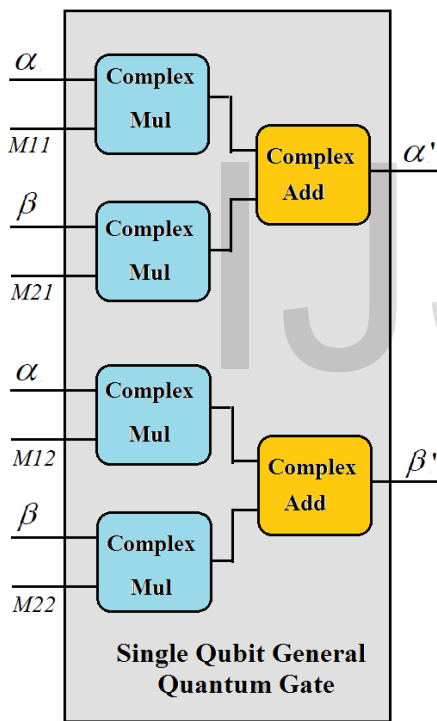 α
Complex
Mul
M11
Complex
Add
α'
β
Complex
Mul
M21
IJS
α
Complex
Mul
M12
Complex
Add
β'
β
Complex
Mul
M22
Single Qubit General
Quantum Gate